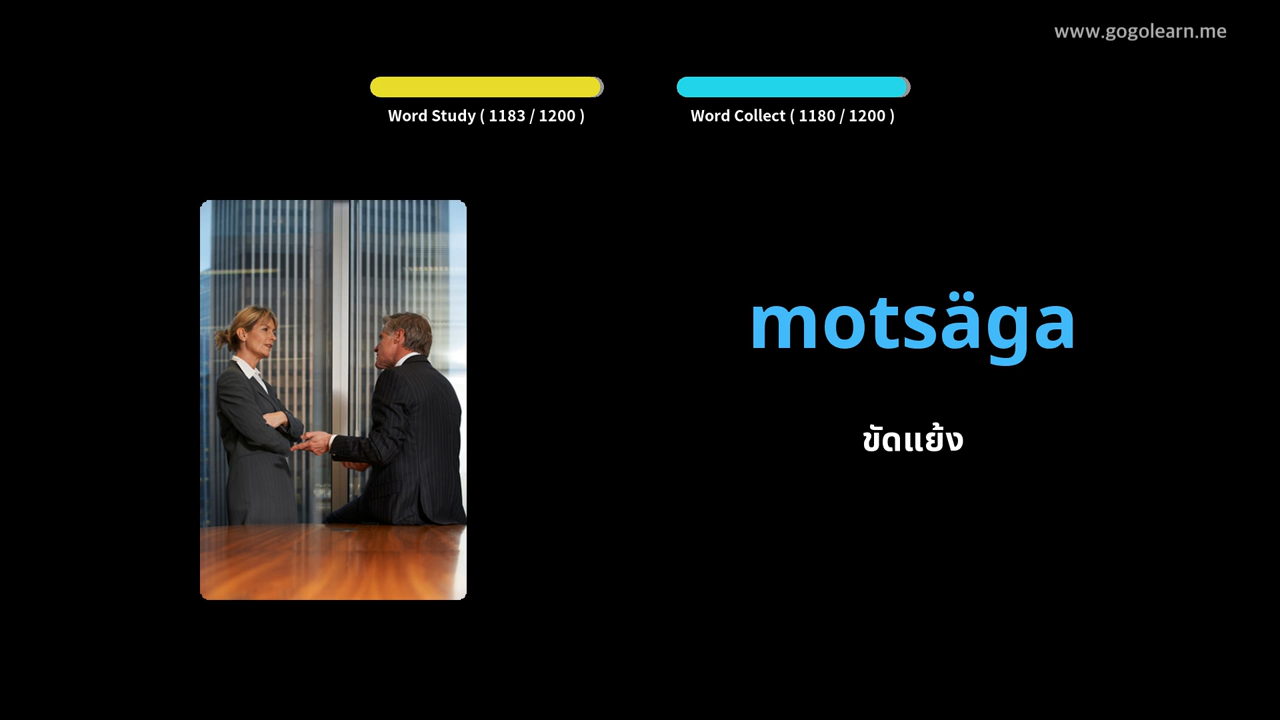 www.gogolearn.me
Word Study ( 1183 / 1200 )
Word Collect ( 1180 / 1200 )
motsäga
ขัดแย้ง